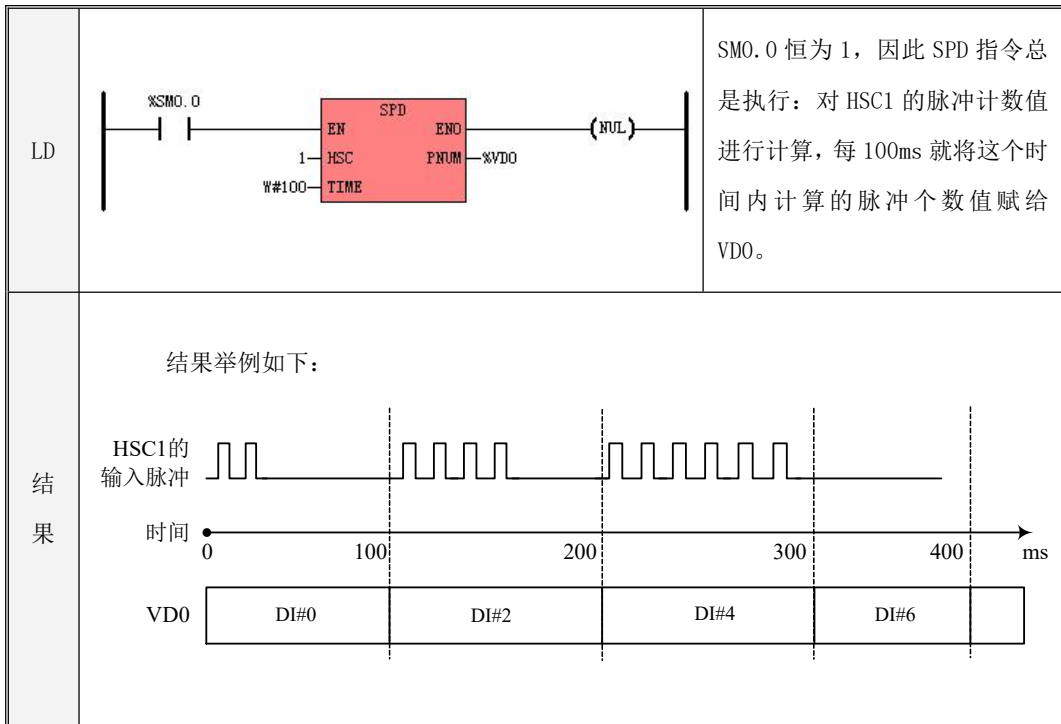 LD
%SM0.0
SPD
EN
ENO
(NUL)
1
HSC
PNUM
%VD0
W#100
TIME
SM0.0 恒为 1，因此 SPD 指令总
是执行：对 HSC1 的脉冲计数值
进行计算，每 100ms 就将这个时
间内计算的脉冲个数值赋给
VD0。
结
果
结果举例如下：
HSC1的
输入脉冲
时间
0
100
200
300
400
ms
VD0
DI#0
DI#2
DI#4
DI#6